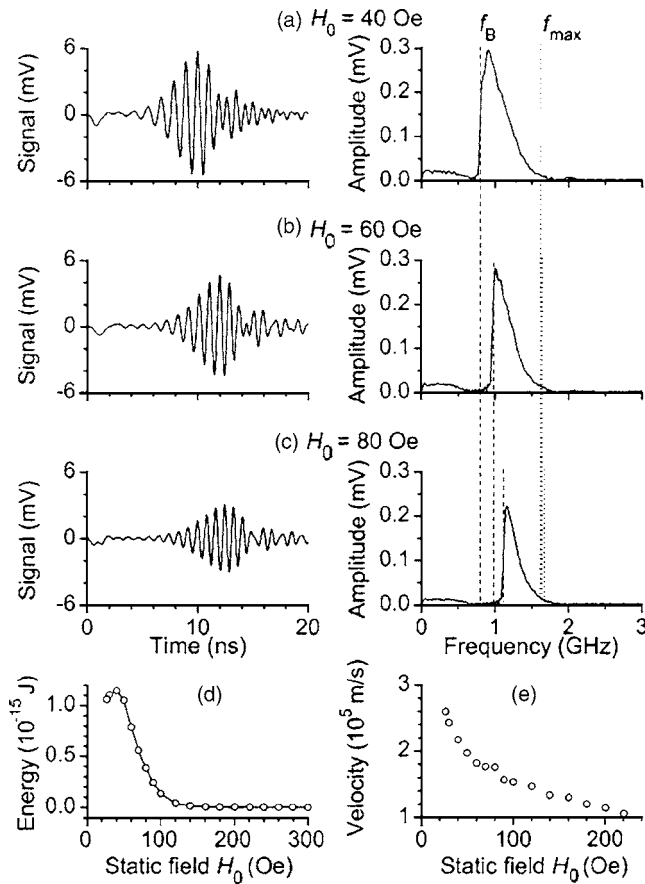 (a) H₀ = 40 Oe
f_B
f_max
6
0
-6
Signal (mV)
0.3
0.2
0.1
0.0
Amplitude (mV)
(b) H₀ = 60 Oe
6
0
-6
Signal (mV)
0.3
0.2
0.1
0.0
Amplitude (mV)
(c) H₀ = 80 Oe
6
0
-6
Signal (mV)
0 10 20
Time (ns)
0.3
0.2
0.1
0.0
Amplitude (mV)
0 1 2 3
Frequency (GHz)
(d)
1.0
0.5
0.0
Energy (10⁻¹⁵ J)
0 100 200 300
Static field H₀ (Oe)
(e)
3
2
1
Velocity (10⁵ m/s)
0 100 200
Static field H₀ (Oe)